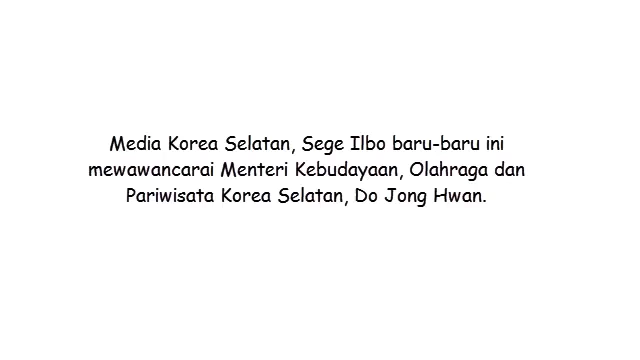 Media Korea Selatan, Sege Ilbo baru-baru ini
mewawancarai Menteri Kebudayaan, Olahraga dan
Pariwisata Korea Selatan, Do Jong Hwan.